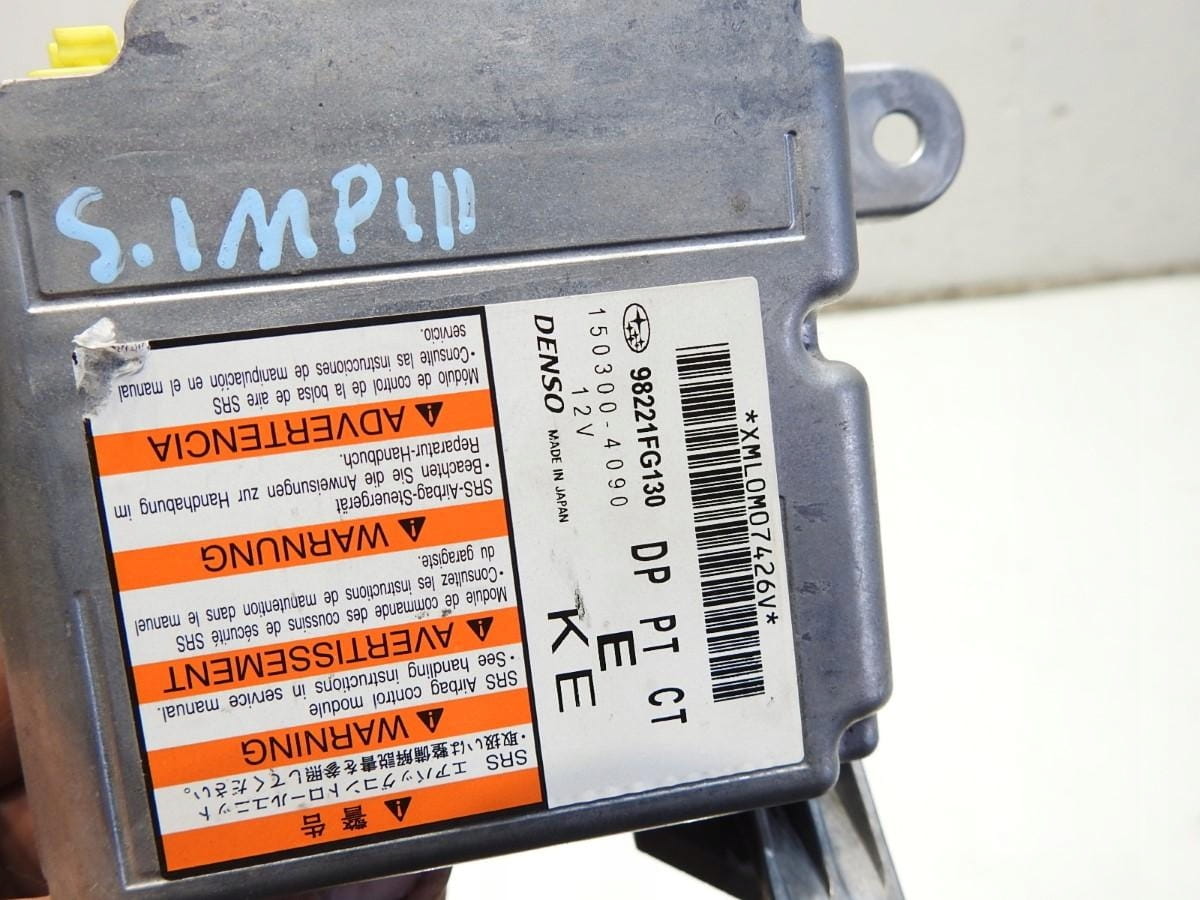 S. IMP III
98221FG130 DP PT CT
150300-4090 E
12V
DENSO MADE IN JAPAN KE
*XML0M07426V*
警告
SRS エアバッグコントロールユニット
・取扱いは整備解説書を参照してください。
WARNING
SRS Airbag control module
・See handling instructions in service manual.
AVERTISSEMENT
Module de commande des coussins de sécurité SRS
・Consultez les instructions de manutention dans le manuel
du garagiste.
WARNUNG
SRS-Airbag-Steuergerät
・Beachten Sie die Anweisungen zur Handhabung im
Reparatur-Handbuch.
ADVERTENCIA
Módulo de control de la bolsa de aire SRS
・Consulte las instrucciones de manipulación en el manual
servicio.